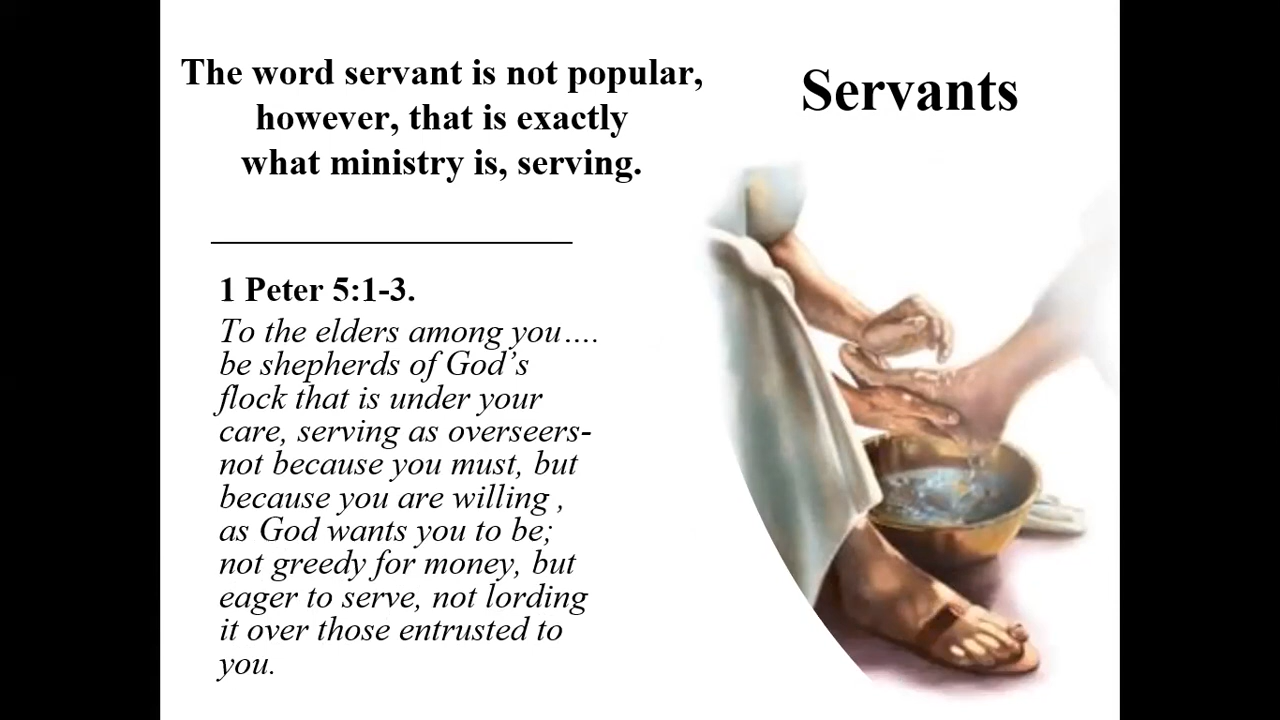 The word servant is not popular,
however, that is exactly
what ministry is, serving.
Servants
1 Peter 5:1-3.
To the elders among you....
be shepherds of God’s
flock that is under your
care, serving as overseers-
not because you must, but
because you are willing ,
as God wants you to be;
not greedy for money, but
eager to serve, not lording
it over those entrusted to
you.